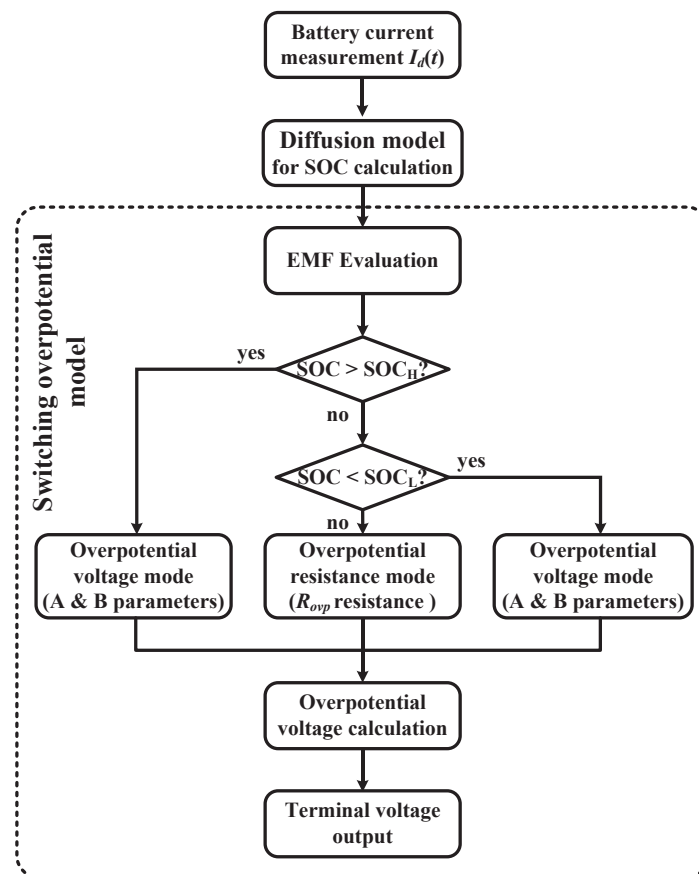 Battery current
measurement I_d(t)
Diffusion model
for SOC calculation
Switching overpotential
model
EMF Evaluation
SOC > SOC_H?
yes
no
SOC < SOC_L?
yes
no
Overpotential
voltage mode
(A & B parameters)
Overpotential
resistance mode
(R_ovp resistance )
Overpotential
voltage mode
(A & B parameters)
Overpotential
voltage calculation
Terminal voltage
output